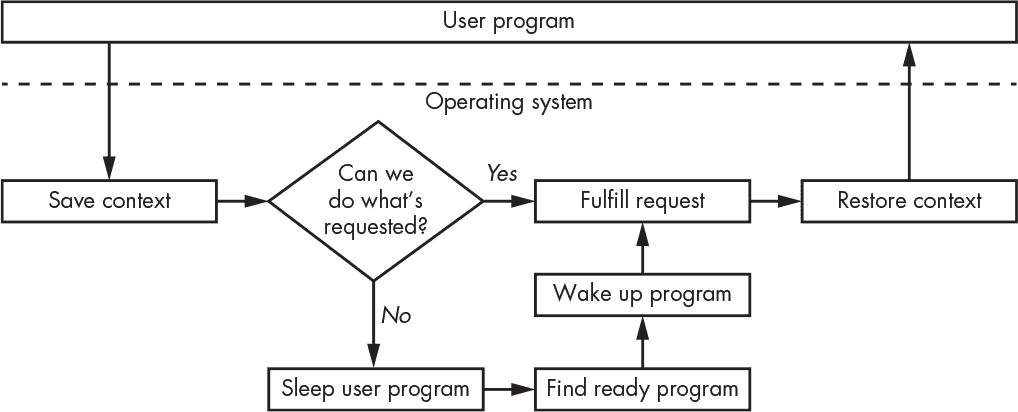 User program
Operating system
Save context
Can we
do what's
requested?
Yes
Fulfill request
Restore context
Wake up program
No
Sleep user program
Find ready program